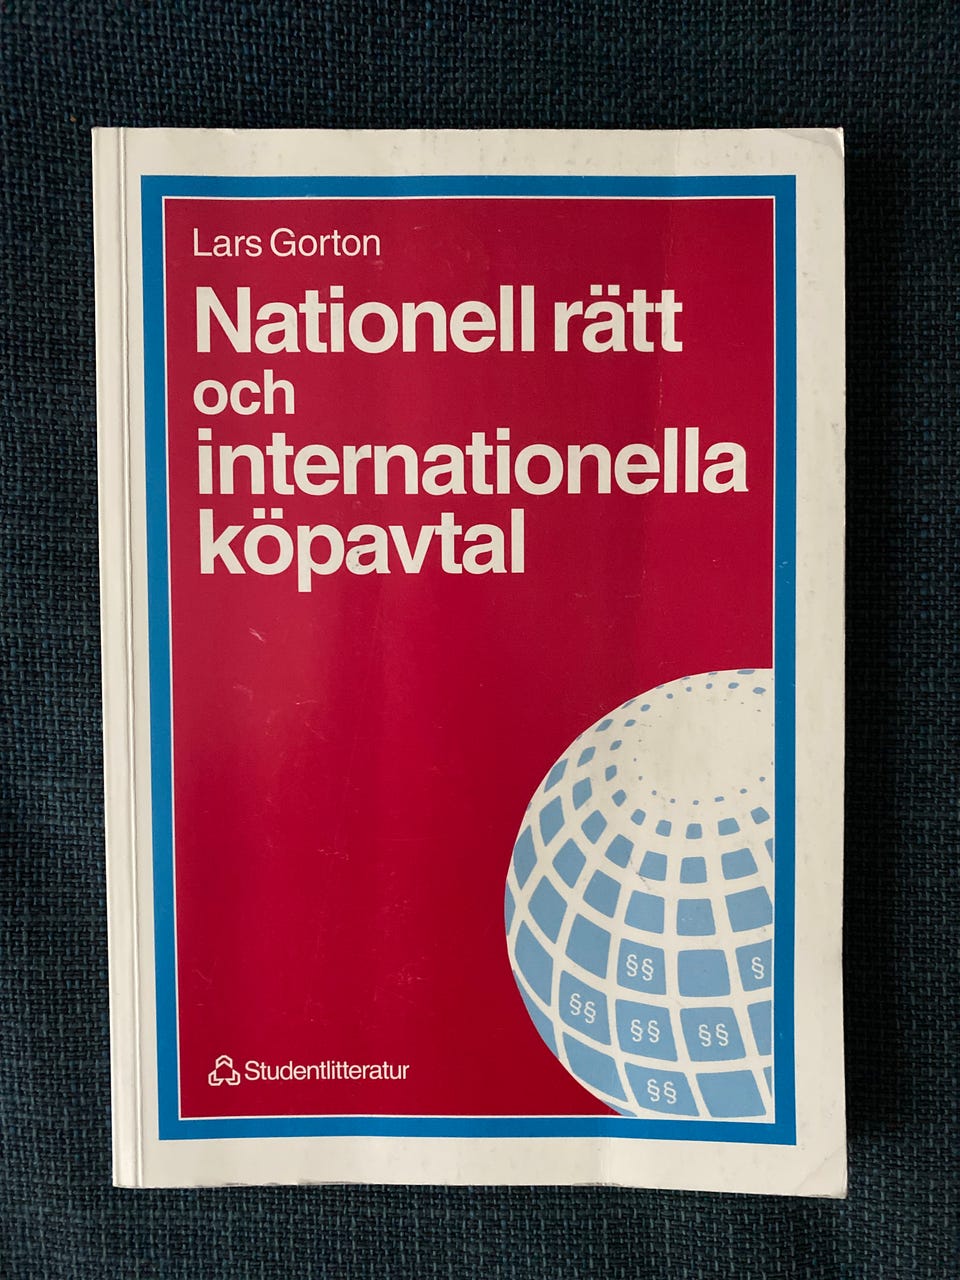 Lars Gorton
Nationell rätt
och
internationella
köpavtal
§§ §
§§
§§ §§
§§
Studentlitteratur